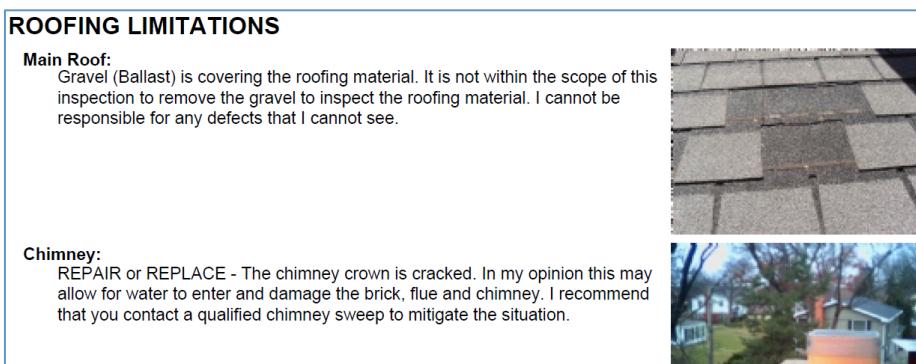 ROOFING LIMITATIONS
Main Roof:
Gravel (Ballast) is covering the roofing material. It is not within the scope of this
inspection to remove the gravel to inspect the roofing material. I cannot be
responsible for any defects that I cannot see.
Chimney:
REPAIR or REPLACE - The chimney crown is cracked. In my opinion this may
allow for water to enter and damage the brick, flue and chimney. I recommend
that you contact a qualified chimney sweep to mitigate the situation.